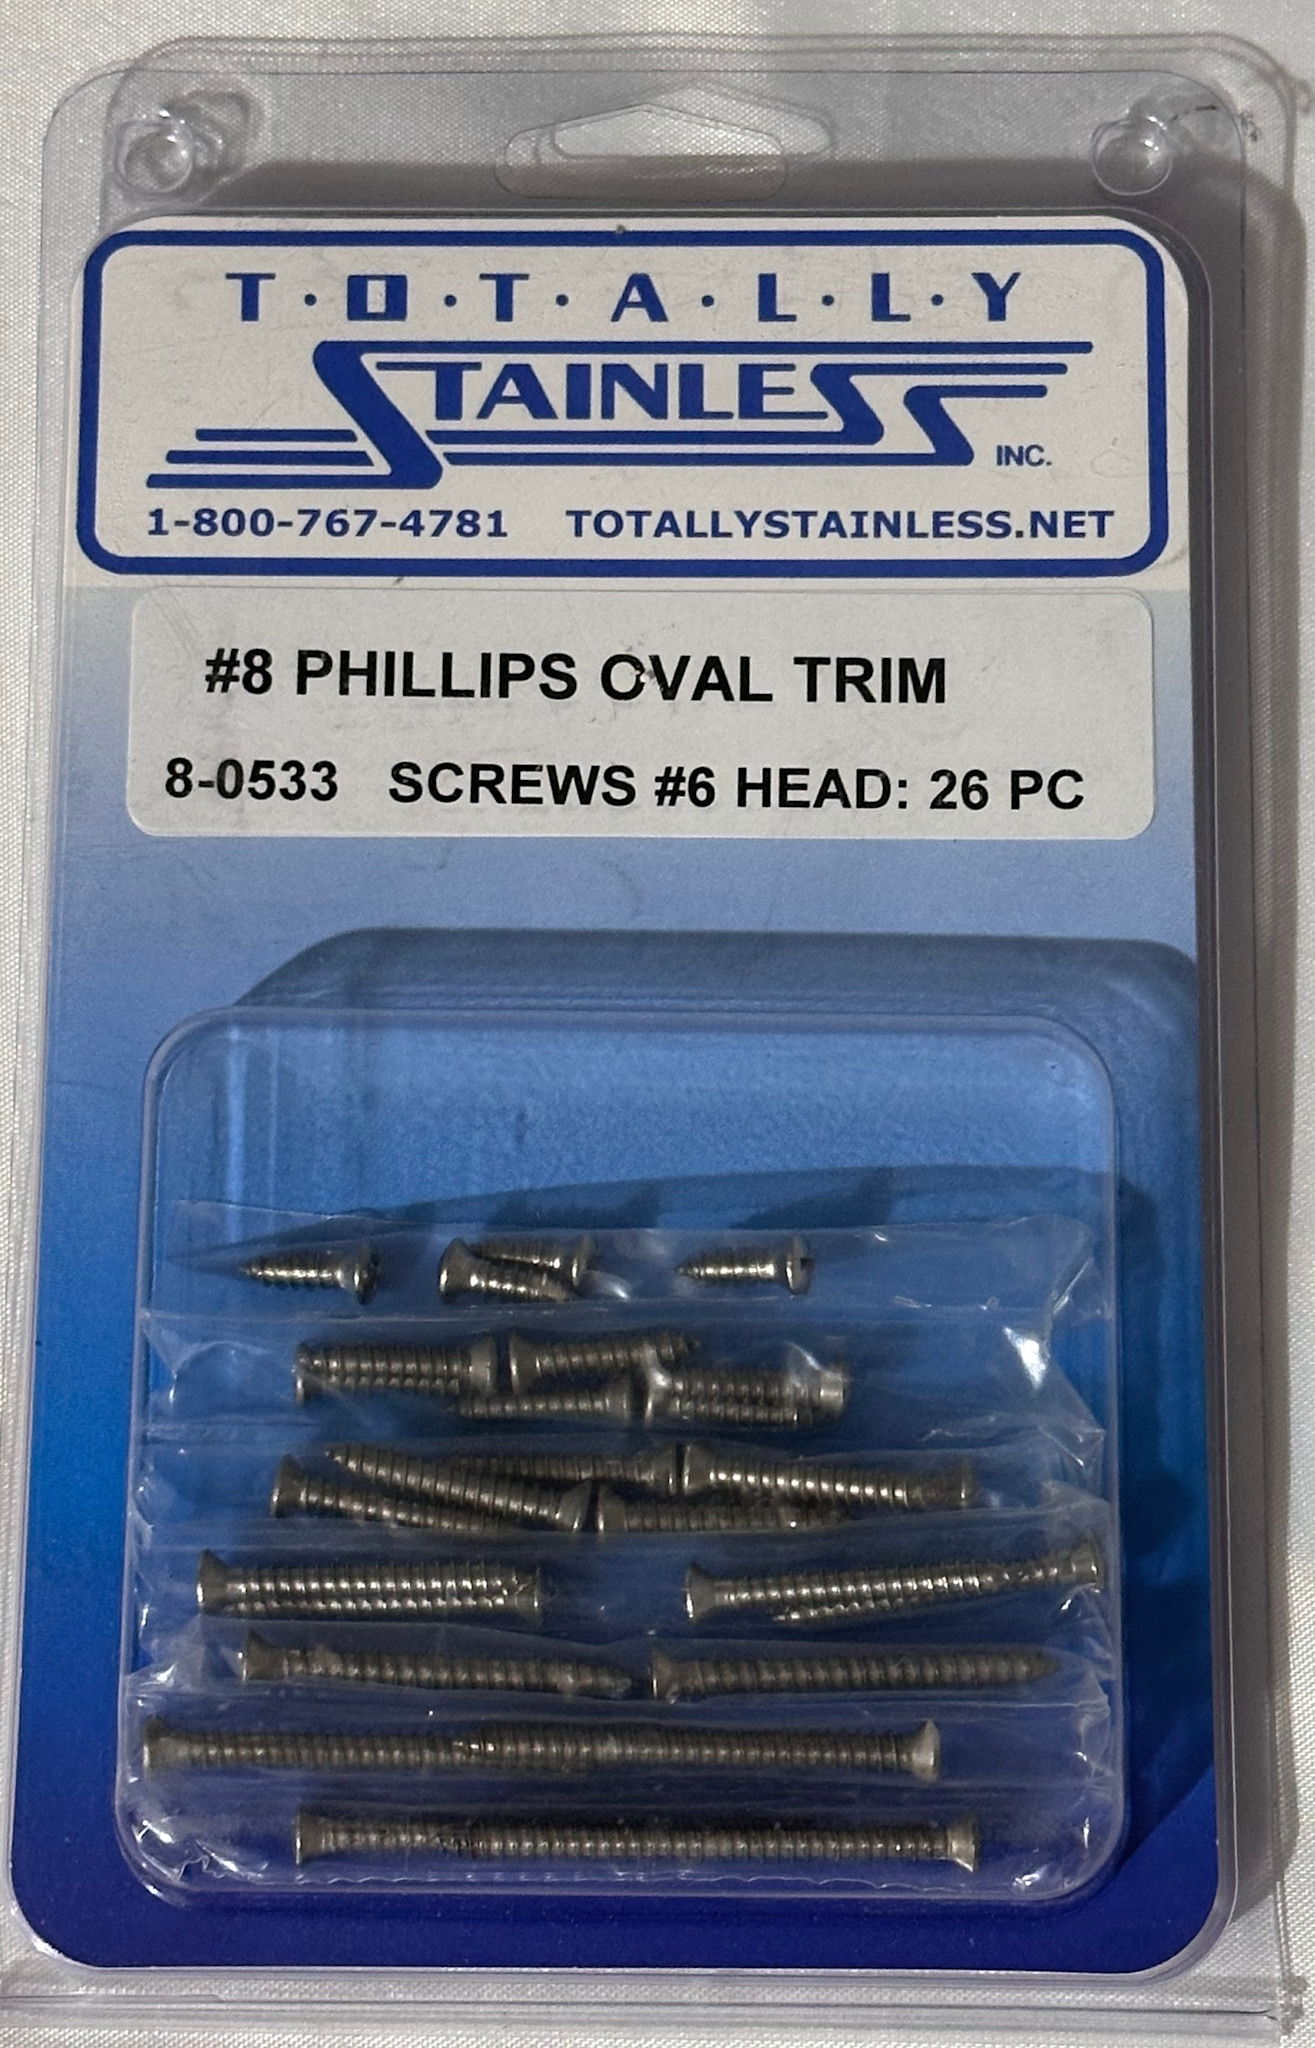 T·O·T·A·L·L·Y
STAINLESS
INC.
1-800-767-4781 TOTALLYSTAINLESS.NET
#8 PHILLIPS OVAL TRIM
8-0533 SCREWS #6 HEAD: 26 PC